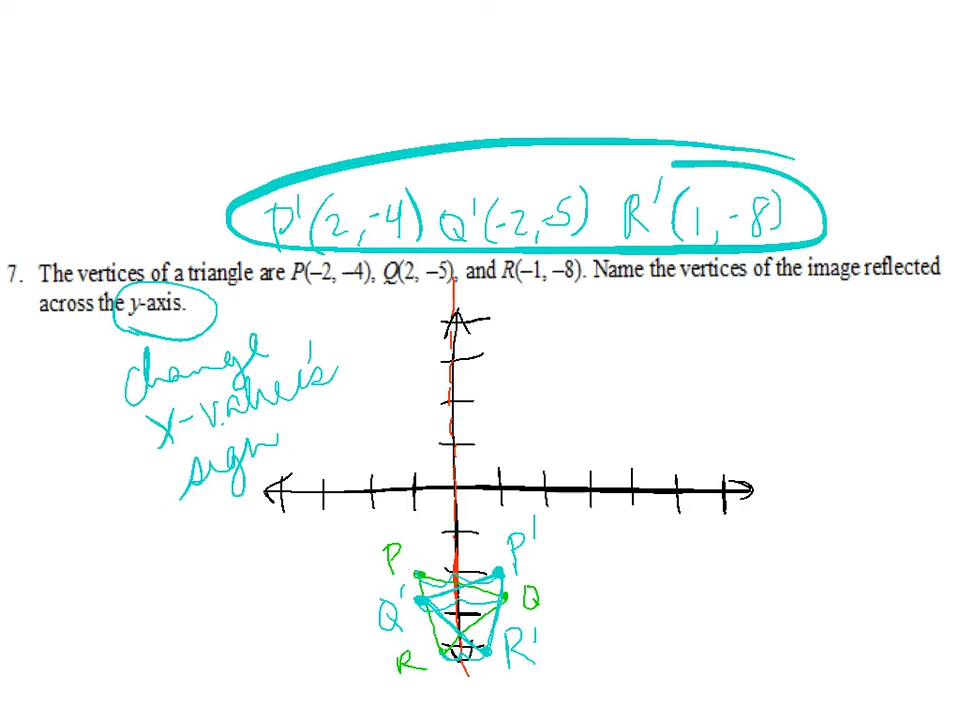 P'(2,-4) Q'(-2,-5) R'(1,-8)
7. The vertices of a triangle are P(–2, –4), Q(2, –5), and R(–1, –8). Name the vertices of the image reflected
across the y-axis.
change
x-value's
sign
P'
P
Q
Q'
R'
R